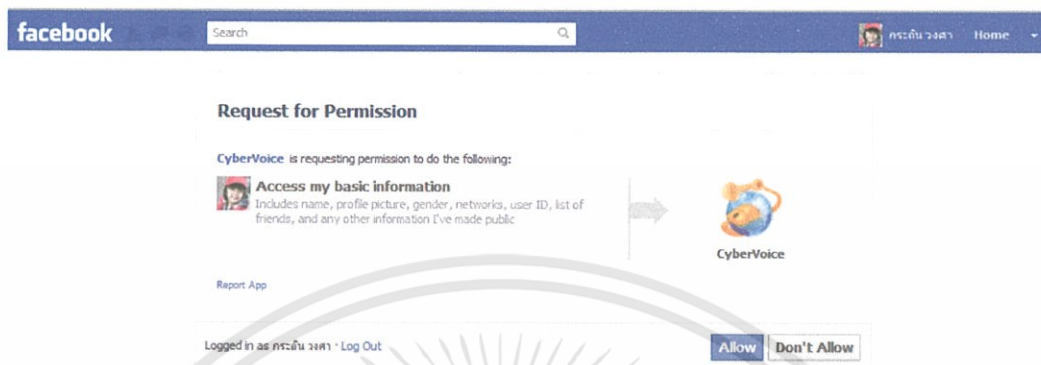 facebook
Search
กระถิน วงศา Home
Request for Permission
CyberVoice is requesting permission to do the following:
Access my basic information
Includes name, profile picture, gender, networks, user ID, list of
friends, and any other information I've made public
CyberVoice
Report App
Logged in as กระถิน วงศา · Log Out
Allow Don't Allow